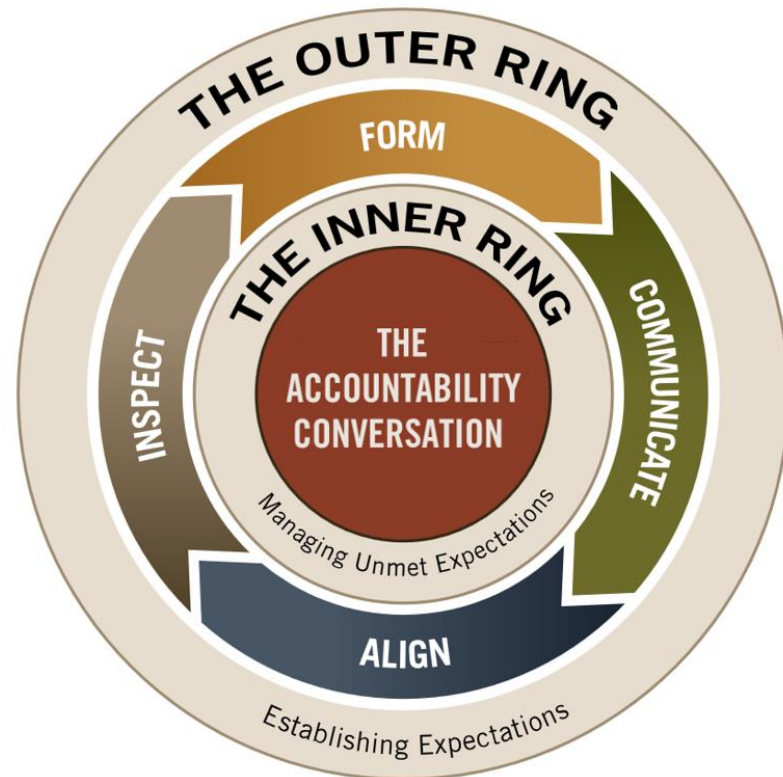 THE OUTER RING
FORM
COMMUNICATE
ALIGN
INSPECT
THE INNER RING
THE
ACCOUNTABILITY
CONVERSATION
Managing Unmet Expectations
Establishing Expectations